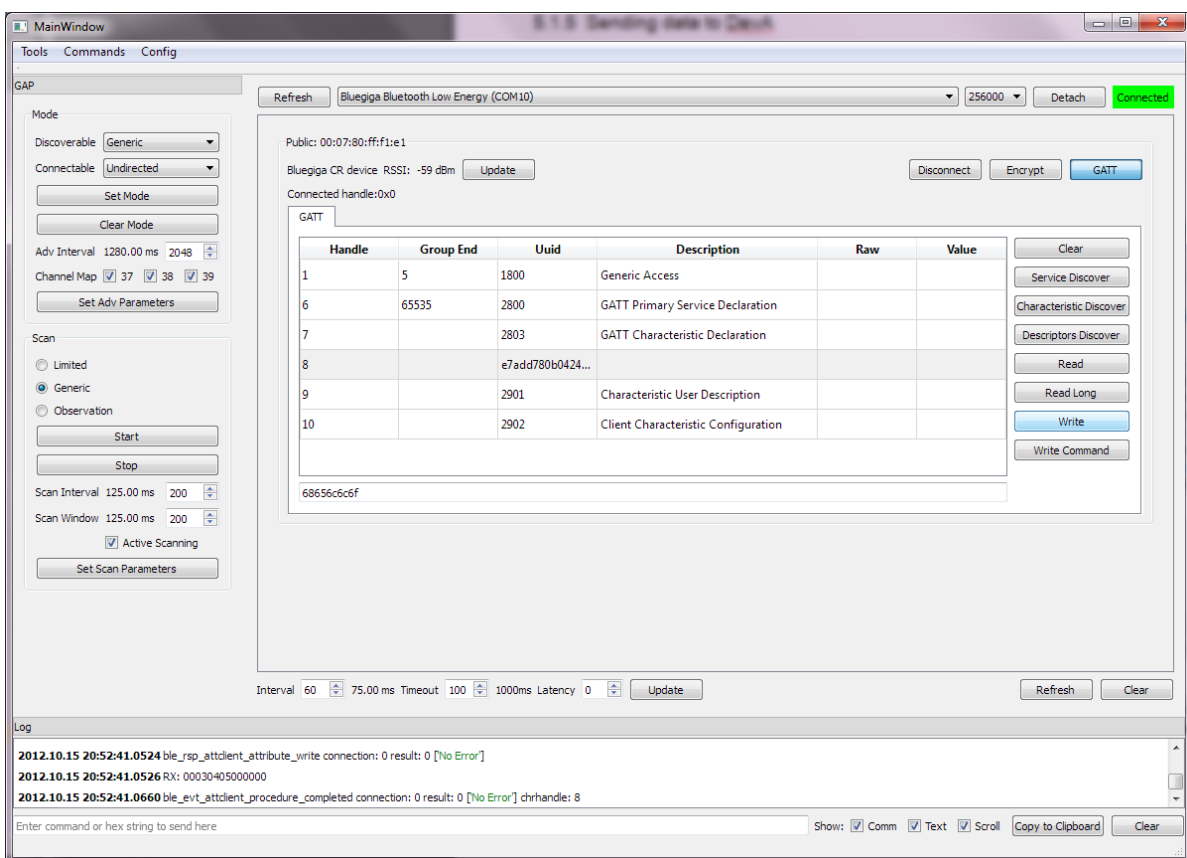 5.1.5 Sending data to DevA
MainWindow
Tools Commands Config
GAP
Refresh Bluegiga Bluetooth Low Energy (COM10) 256000 Detach Connected
Mode
Discoverable Generic
Connectable Undirected
Set Mode
Clear Mode
Adv Interval 1280.00 ms 2048
Channel Map 37 38 39
Set Adv Parameters
Scan
Limited
Generic
Observation
Start
Stop
Scan Interval 125.00 ms 200
Scan Window 125.00 ms 200
Active Scanning
Set Scan Parameters
Public: 00:07:80:ff:f1:e1
Bluegiga CR device RSSI: -59 dBm Update Disconnect Encrypt GATT
Connected handle:0x0
GATT
Handle Group End Uuid Description Raw Value
1 5 1800 Generic Access
6 65535 2800 GATT Primary Service Declaration
7 2803 GATT Characteristic Declaration
8 e7add780b0424...
9 2901 Characteristic User Description
10 2902 Client Characteristic Configuration
68656c6c6f
Clear
Service Discover
Characteristic Discover
Descriptors Discover
Read
Read Long
Write
Write Command
Interval 60 75.00 ms Timeout 100 1000ms Latency 0 Update Refresh Clear
Log
2012.10.15 20:52:41.0524 ble_rsp_attclient_attribute_write connection: 0 result: 0 ['No Error']
2012.10.15 20:52:41.0526 RX: 00030405000000
2012.10.15 20:52:41.0660 ble_evt_attclient_procedure_completed connection: 0 result: 0 ['No Error'] chrhandle: 8
Enter command or hex string to send here Show: Comm Text Scroll Copy to Clipboard Clear